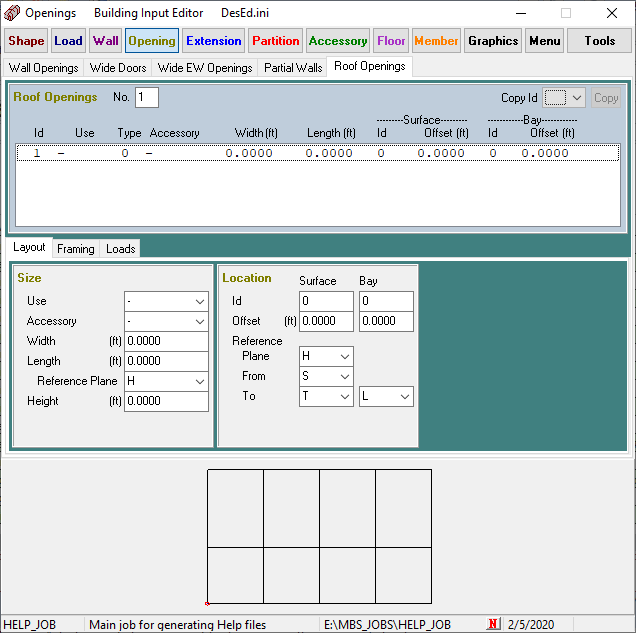 Openings Building Input Editor DesEd.ini
Shape Load Wall Opening Extension Partition Accessory Floor Member Graphics Menu Tools
Wall Openings Wide Doors Wide EW Openings Partial Walls Roof Openings
Roof Openings No. 1 Copy Id Copy
--------Surface-------- -----------Bay-----------
Id Use Type Accessory Width (ft) Length (ft) Id Offset (ft) Id Offset (ft)
1 – 0 – 0.0000 0.0000 0 0.0000 0 0.0000
Layout Framing Loads
Size Location Surface Bay
Use - Id 0 0
Accessory - Offset (ft) 0.0000 0.0000
Width (ft) 0.0000 Reference
Length (ft) 0.0000 Plane H
Reference Plane H From S
Height (ft) 0.0000 To T L
HELP_JOB Main job for generating Help files E:\MBS_JOBS\HELP_JOB N 2/5/2020